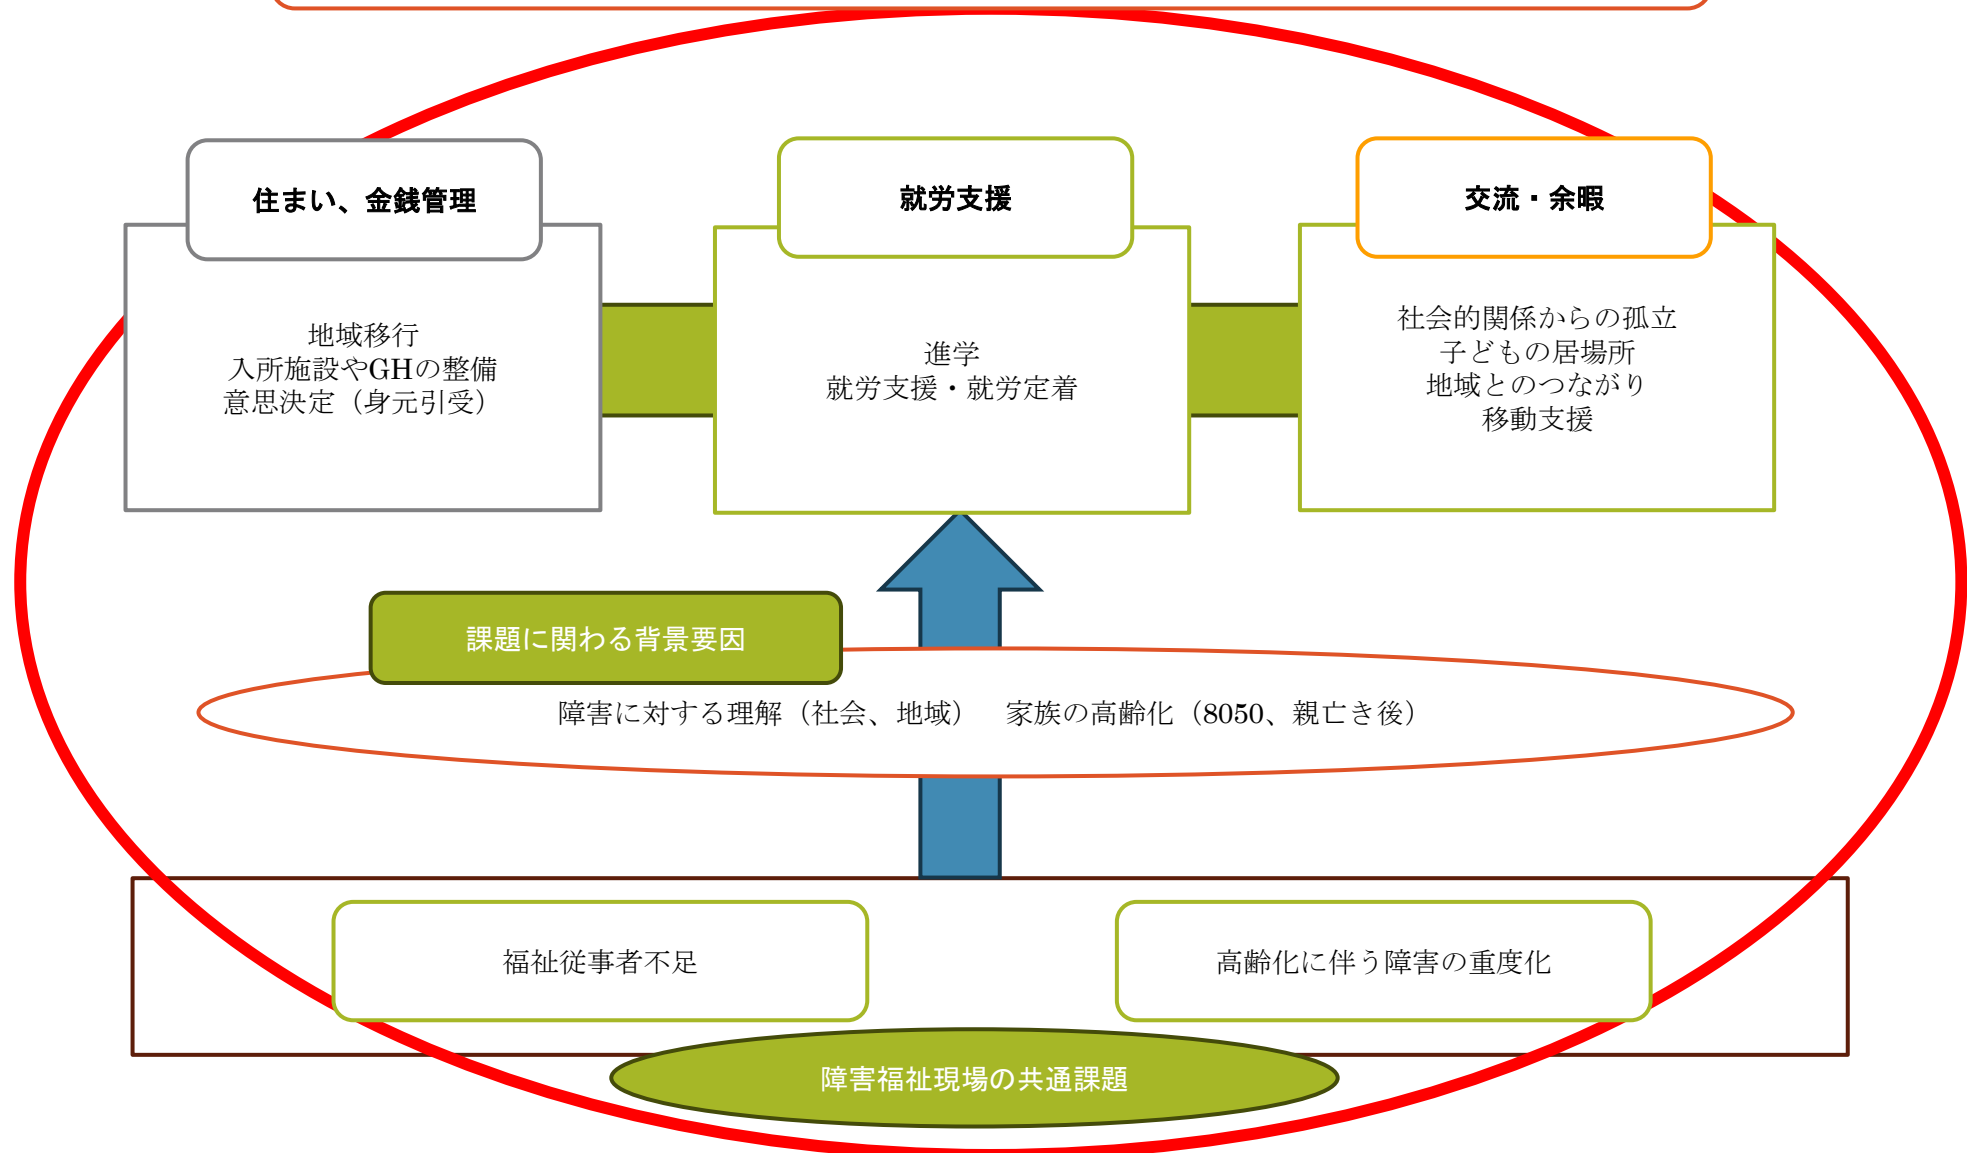 住まい、金銭管理
地域移行
入所施設やGHの整備
意思決定（身元引受）
就労支援
進学
就労支援・就労定着
交流・余暇
社会的関係からの孤立
子どもの居場所
地域とのつながり
移動支援
課題に関わる背景要因
障害に対する理解（社会、地域）　家族の高齢化（8050、親亡き後）
福祉従事者不足
高齢化に伴う障害の重度化
障害福祉現場の共通課題